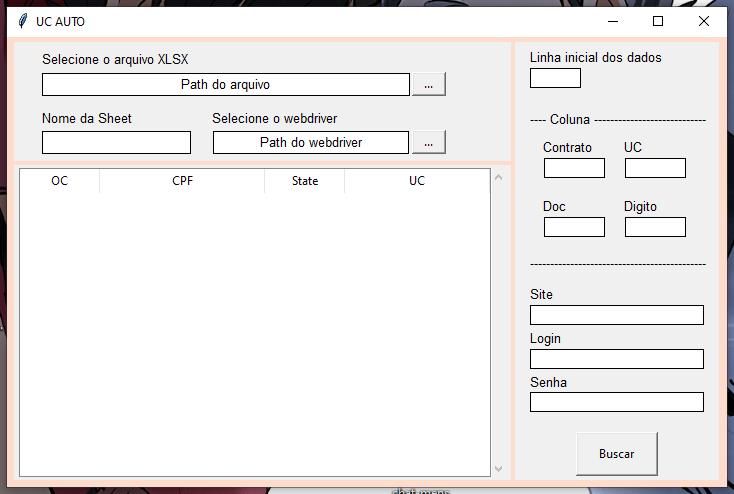 UC AUTO
Selecione o arquivo XLSX
Path do arquivo
...
Nome da Sheet
Selecione o webdriver
Path do webdriver
...
OC CPF State UC
Linha inicial dos dados
---- Coluna ----------------------------
Contrato UC
Doc Digito
--------------------------------------------
Site
Login
Senha
Buscar